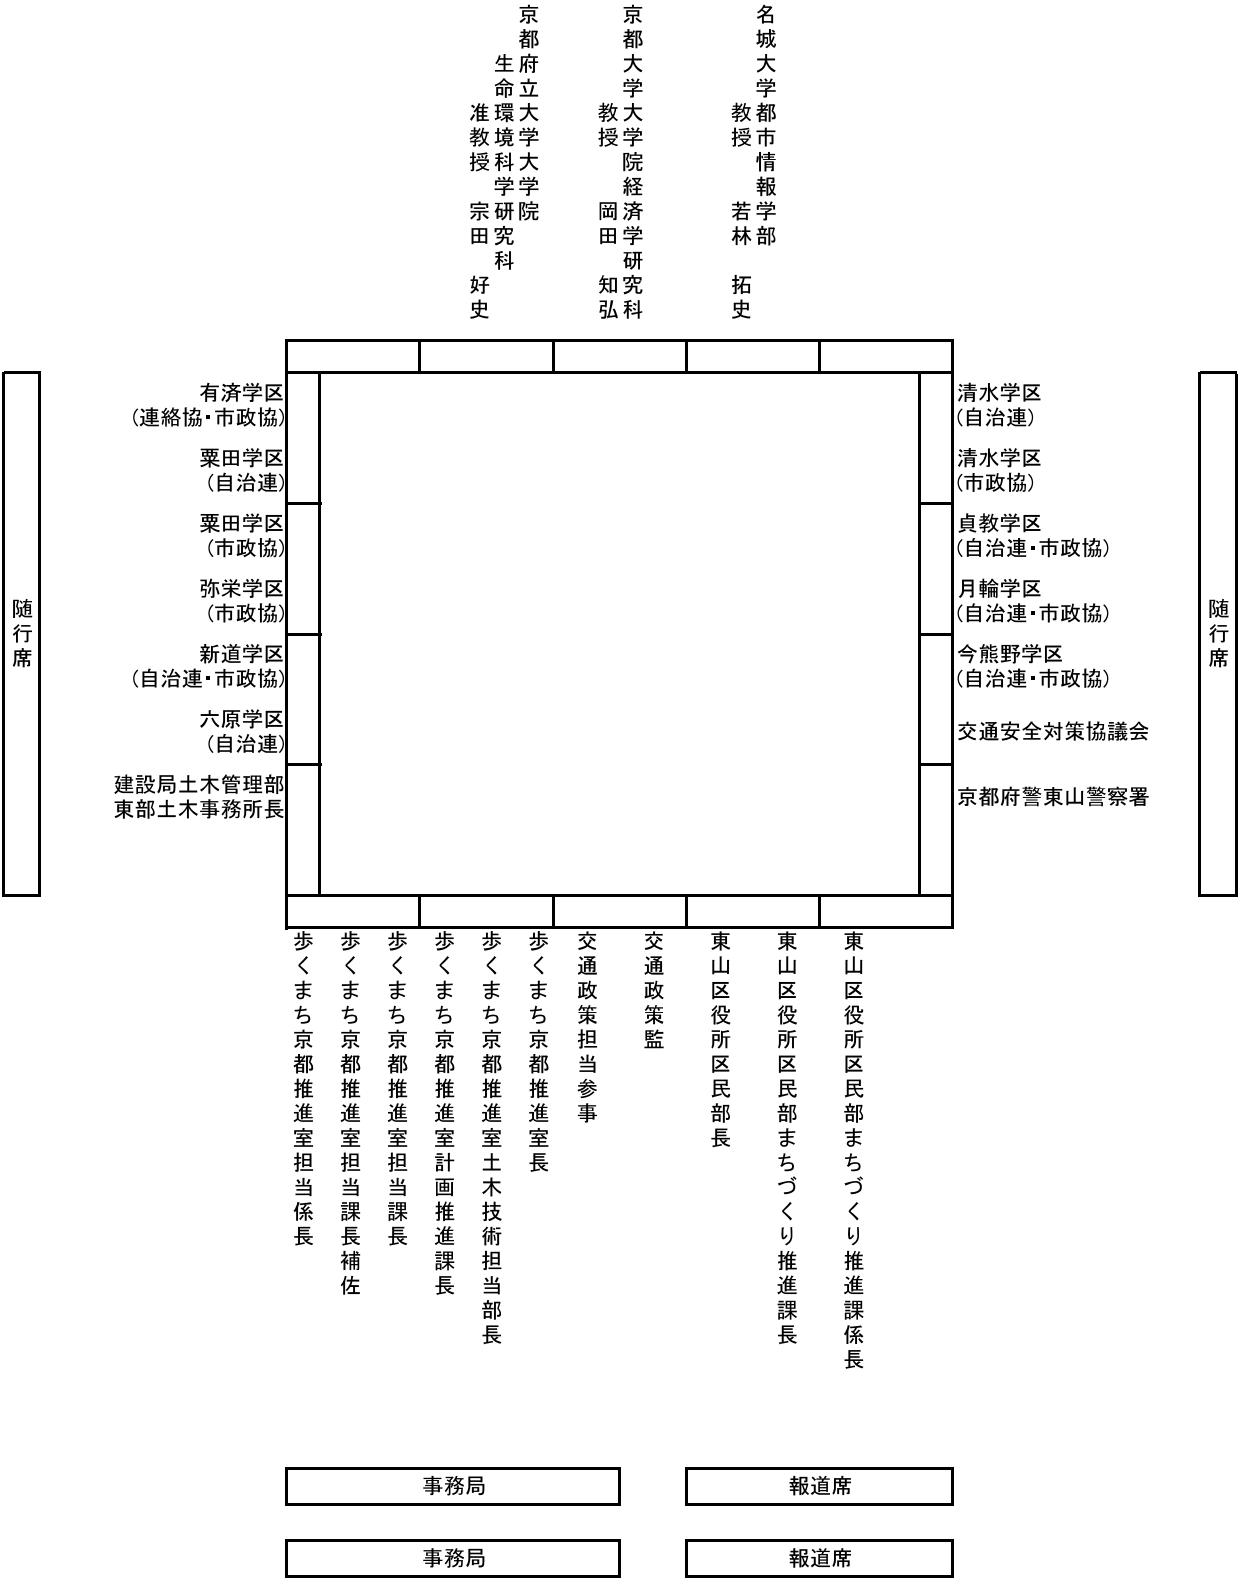 名城大学都市情報学部
教授　若林　拓史
京都大学大学院経済学研究科
教授　岡田　知弘
京都府立大学大学院
生命環境科学研究科
准教授　宗田　好史
有済学区
（連絡協・市政協）
粟田学区
（自治連）
粟田学区
（市政協）
弥栄学区
（市政協）
新道学区
（自治連・市政協）
六原学区
（自治連）
建設局土木管理部
東部土木事務所長
清水学区
（自治連）
清水学区
（市政協）
貞教学区
（自治連・市政協）
月輪学区
（自治連・市政協）
今熊野学区
（自治連・市政協）
交通安全対策協議会
京都府警東山警察署
随行席
随行席
東山区役所区民部まちづくり推進課係長
東山区役所区民部まちづくり推進課長
東山区役所区民部長
交通政策監
交通政策担当参事
歩くまち京都推進室長
歩くまち京都推進室土木技術担当部長
歩くまち京都推進室計画推進課長
歩くまち京都推進室担当課長
歩くまち京都推進室担当課長補佐
歩くまち京都推進室担当係長
事務局
報道席
事務局
報道席